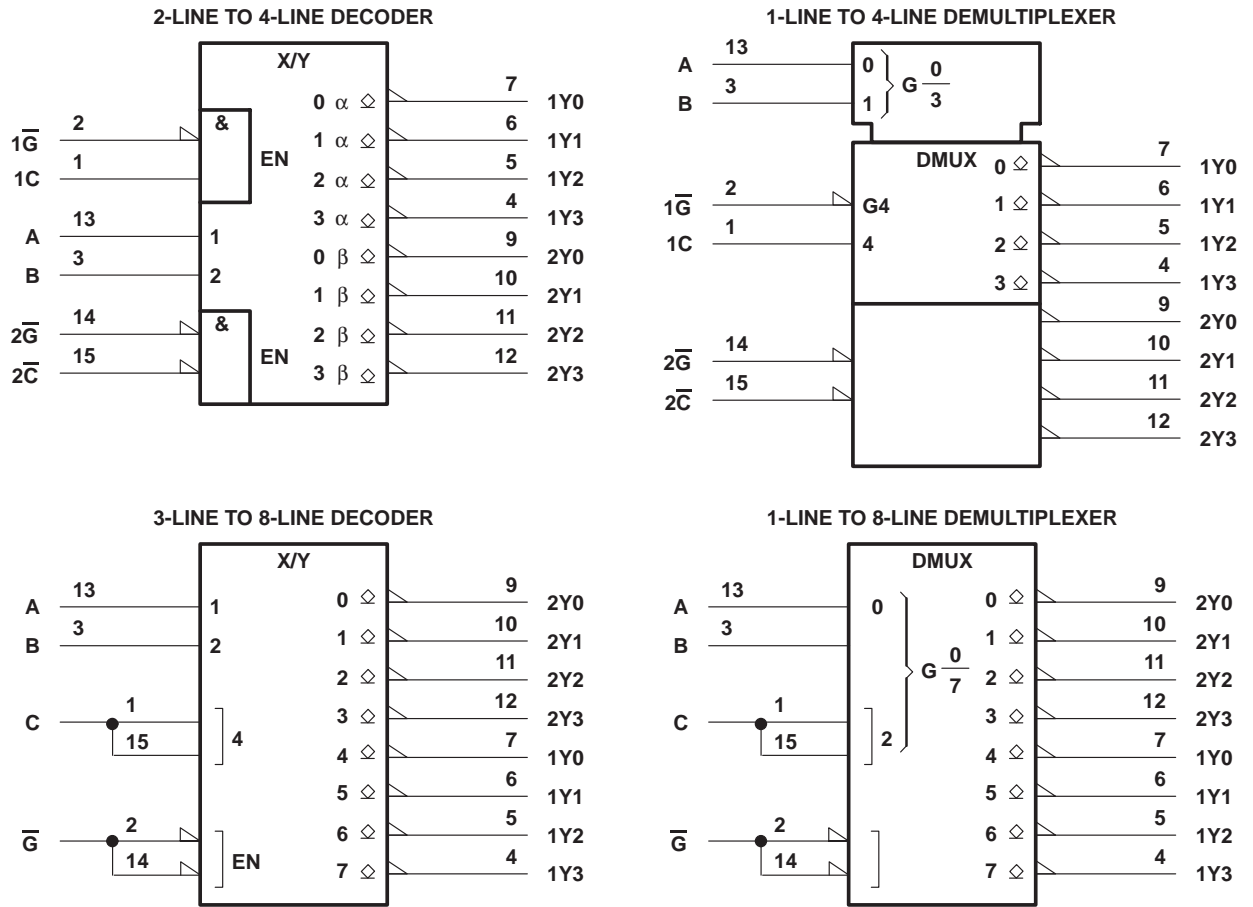 2-LINE TO 4-LINE DECODER
X/Y
1G̅ 2 & EN
1C 1
A 13 1
B 3 2
2G̅ 14 & EN
2C̅ 15
0 α 7 1Y0
1 α 6 1Y1
2 α 5 1Y2
3 α 4 1Y3
0 β 9 2Y0
1 β 10 2Y1
2 β 11 2Y2
3 β 12 2Y3
1-LINE TO 4-LINE DEMULTIPLEXER
A 13 0
B 3 1
G 0/3
DMUX
1G̅ 2 G4
1C 1 4
2G̅ 14
2C̅ 15
0 7 1Y0
1 6 1Y1
2 5 1Y2
3 4 1Y3
9 2Y0
10 2Y1
11 2Y2
12 2Y3
3-LINE TO 8-LINE DECODER
X/Y
A 13 1
B 3 2
C 1 15 4
G̅ 2 14 EN
0 9 2Y0
1 10 2Y1
2 11 2Y2
3 12 2Y3
4 7 1Y0
5 6 1Y1
6 5 1Y2
7 4 1Y3
1-LINE TO 8-LINE DEMULTIPLEXER
DMUX
A 13 0
B 3
C 1 15 2
G 0/7
G̅ 2 14
0 9 2Y0
1 10 2Y1
2 11 2Y2
3 12 2Y3
4 7 1Y0
5 6 1Y1
6 5 1Y2
7 4 1Y3